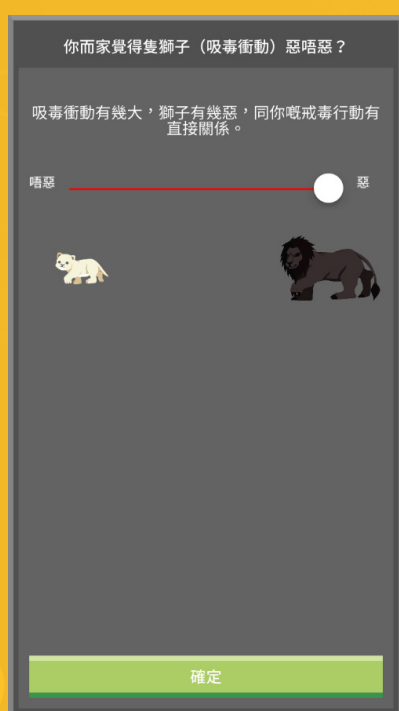 你而家覺得隻獅子（吸毒衝動）惡唔惡？
吸毒衝動有幾大，獅子有幾惡，同你嘅戒毒行動有
直接關係。
唔惡 惡
確定